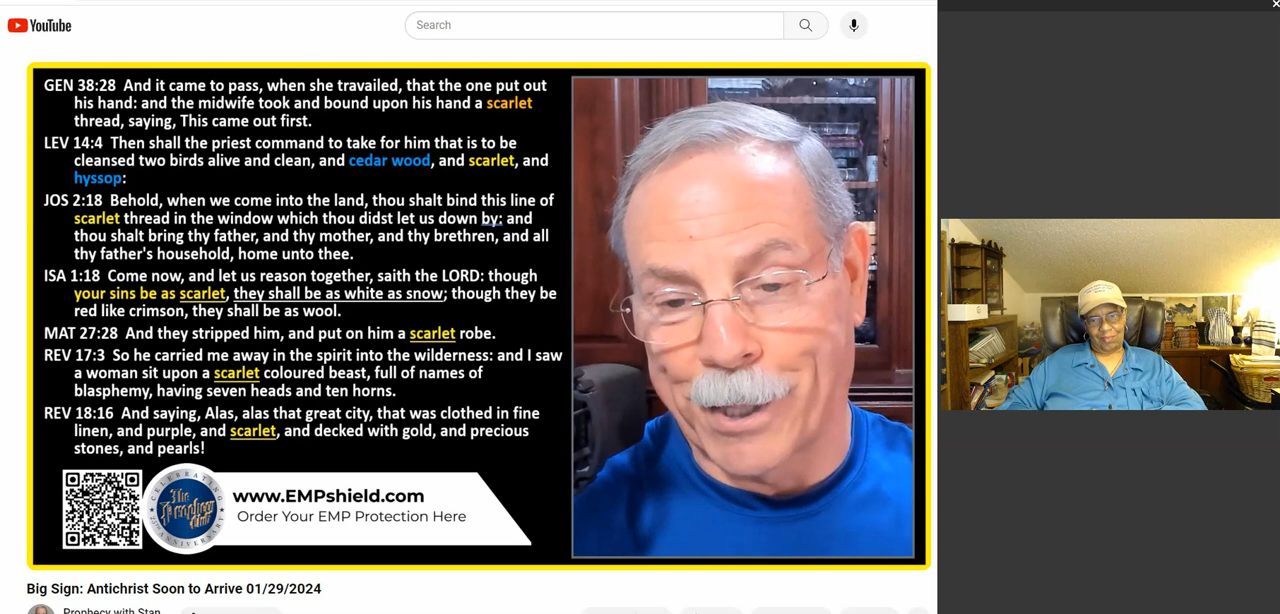 YouTube
Search
GEN 38:28 And it came to pass, when she travailed, that the one put out
his hand: and the midwife took and bound upon his hand a scarlet
thread, saying, This came out first.
LEV 14:4 Then shall the priest command to take for him that is to be
cleansed two birds alive and clean, and cedar wood, and scarlet, and
hyssop:
JOS 2:18 Behold, when we come into the land, thou shalt bind this line of
scarlet thread in the window which thou didst let us down by: and
thou shalt bring thy father, and thy mother, and thy brethren, and all
thy father's household, home unto thee.
ISA 1:18 Come now, and let us reason together, saith the LORD: though
your sins be as scarlet, they shall be as white as snow; though they be
red like crimson, they shall be as wool.
MAT 27:28 And they stripped him, and put on him a scarlet robe.
REV 17:3 So he carried me away in the spirit into the wilderness: and I saw
a woman sit upon a scarlet coloured beast, full of names of
blasphemy, having seven heads and ten horns.
REV 18:16 And saying, Alas, alas that great city, that was clothed in fine
linen, and purple, and scarlet, and decked with gold, and precious
stones, and pearls!
CELEBRATING
The Prophecy Club
25th ANNIVERSARY
www.EMPshield.com
Order Your EMP Protection Here
Big Sign: Antichrist Soon to Arrive 01/29/2024
Prophecy with Stan